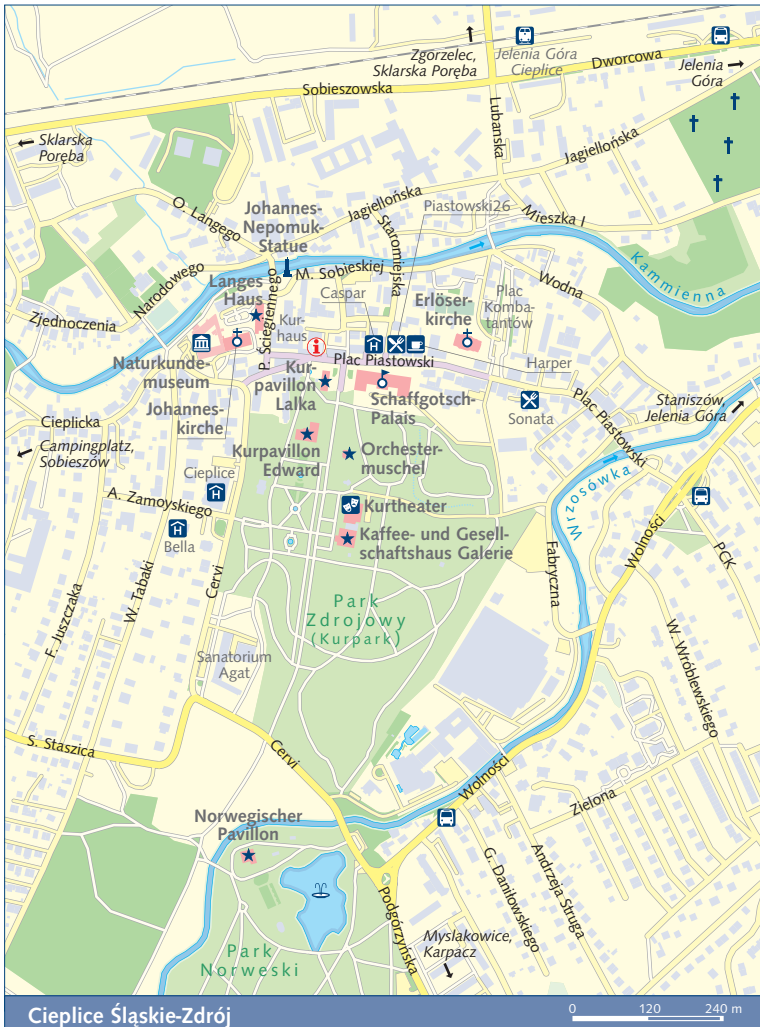 Zgorzelec,
Sklarska Poręba
Jelenia Góra
Cieplice
Dworcowa
Jelenia
Góra
Sobieszowska
Lubanska
Sklarska
Poręba
Jagiellońska
O. Langego
Johannes-
Nepomuk-
Statue
Jagiellońska
Piastowski26
Mieszka I
Staromiejska
Narodowego
Langes
Haus
P. Ściegiennego
M. Sobieskiej
Caspar
Erlöser-
kirche
Plac
Komba-
tantów
Wodna
Kammienna
Zjednoczenia
Kur-
haus
i
Plac Piastowski
Harper
Naturkunde-
museum
Kur-
pavillon
Lalka
Schaffgotsch-
Palais
Sonata
Plac Piastowski
Staniszów,
Jelenia Góra
Johannes-
kirche
Cieplicka
Campingplatz,
Sobieszów
Kurpavillon
Edward
Orchester-
muschel
Wrzosówka
Cieplice
H
A. Zamoyskiego
H
Bella
Kurtheater
Kaffee- und Gesell-
schaftshaus Galerie
Fabryczna
Wolności
PCK
F. Juszczaka
W. Tabaki
Cervi
Park
Zdrojowy
(Kurpark)
W. Wróblewskiego
Sanatorium
Agat
S. Staszica
Cervi
Wolności
Zielona
Norwegischer
Pavillon
G. Daniłowskiego
Andrzeja Struga
Podgórzyńska
Park
Norweski
Myslakowice,
Karpacz
Cieplice Śląskie-Zdrój
0 120 240 m